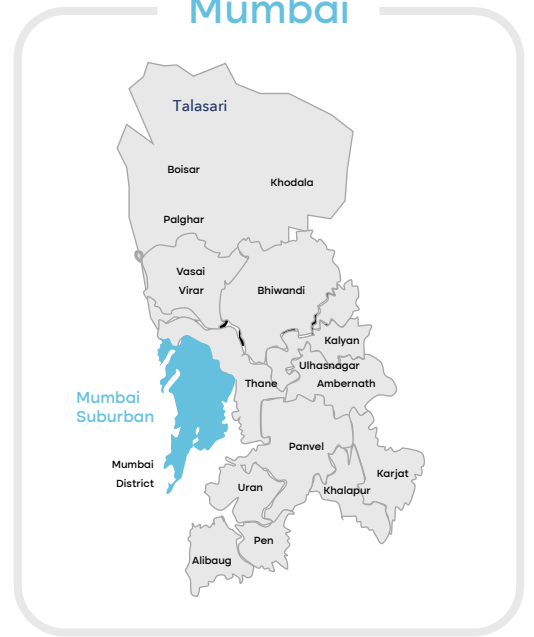 Mumbai
Talasari
Boisar
Khodala
Palghar
Vasai
Virar
Bhiwandi
Kalyan
Ulhasnagar
Thane
Ambernath
Mumbai
Suburban
Panvel
Mumbai
District
Karjat
Uran
Khalapur
Pen
Alibaug